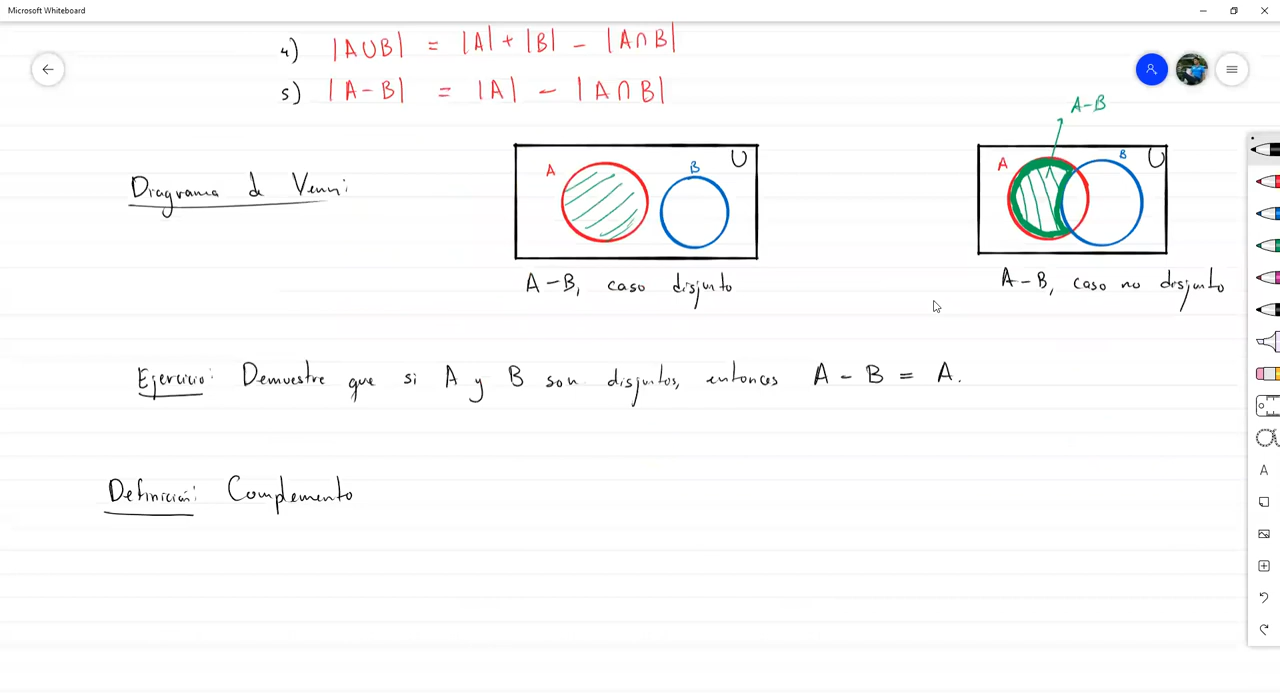 Microsoft Whiteboard
4) |A∪B| = |A| + |B| - |A∩B|
5) |A-B| = |A| - |A∩B|
A-B
Diagrama de Venn:
A B U
A B U
A-B, caso disjunto
A-B, caso no disjunto
Ejercicio: Demuestre que si A y B son disjuntos, entonces A - B = A.
Definición: Complemento
A